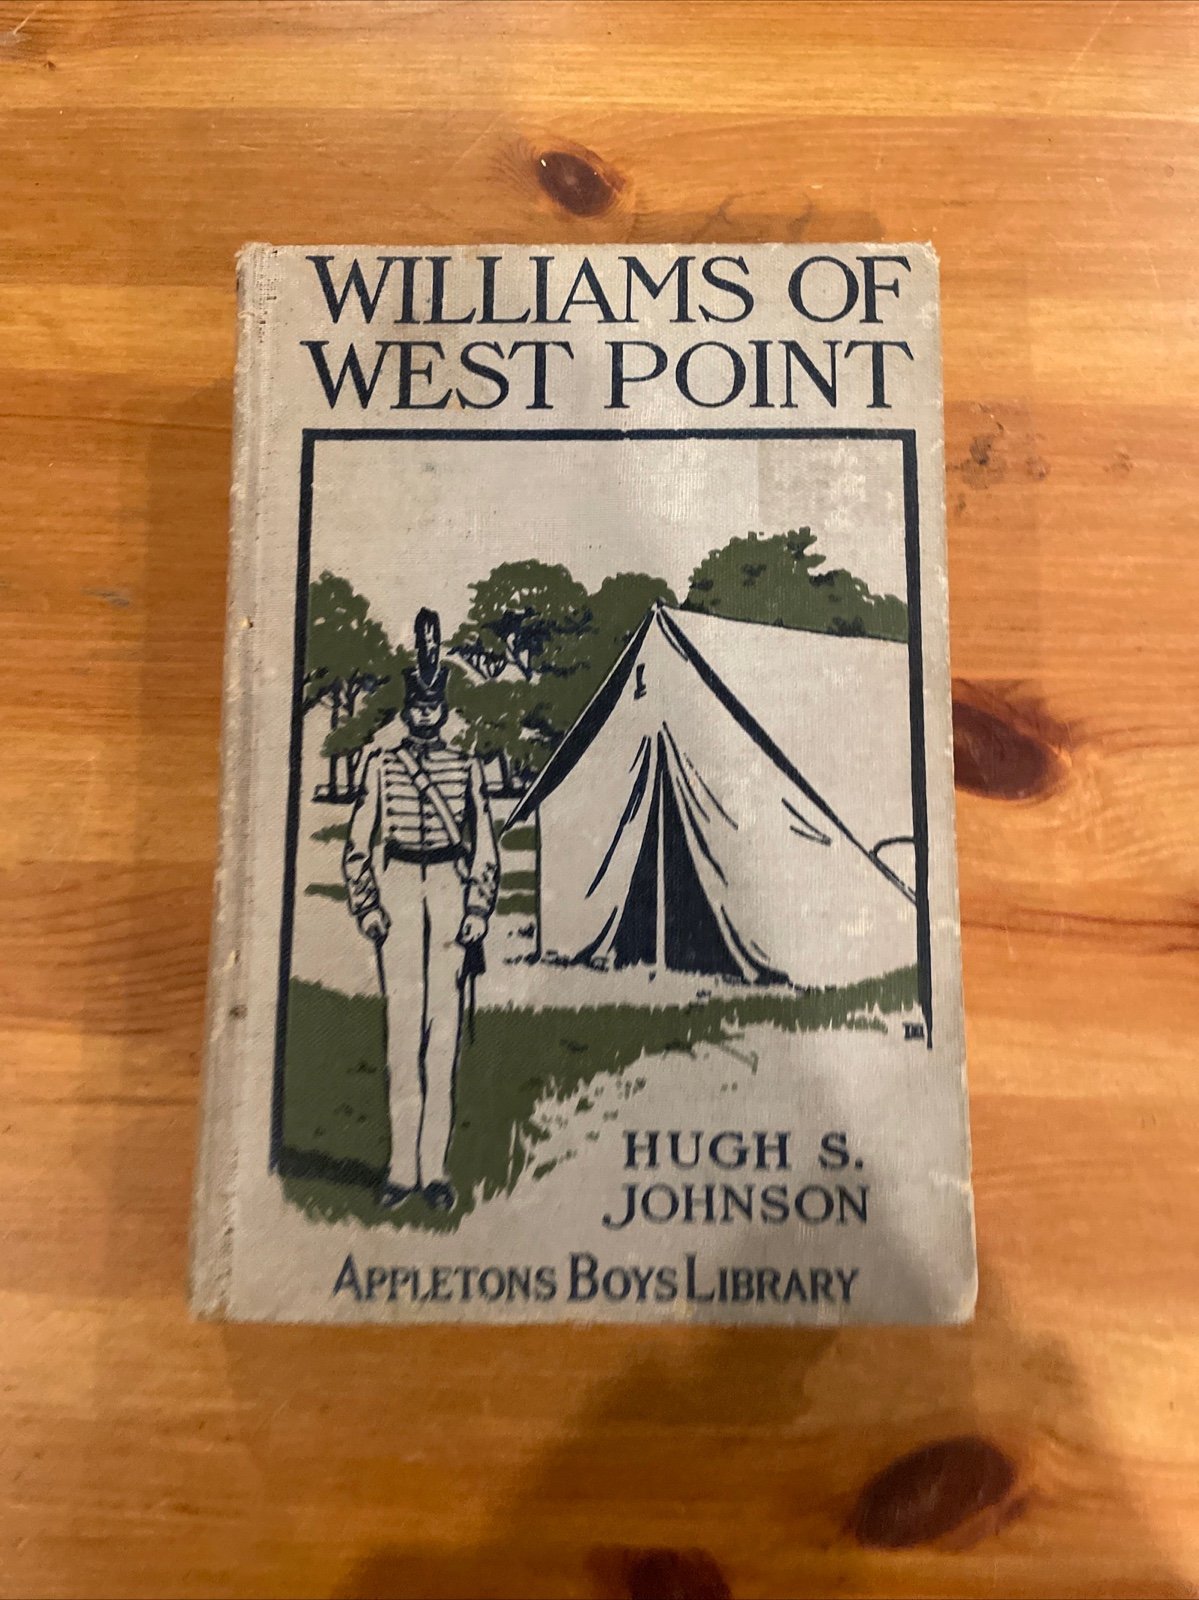 WILLIAMS OF
WEST POINT
HUGH S.
JOHNSON
APPLETONS BOYS LIBRARY